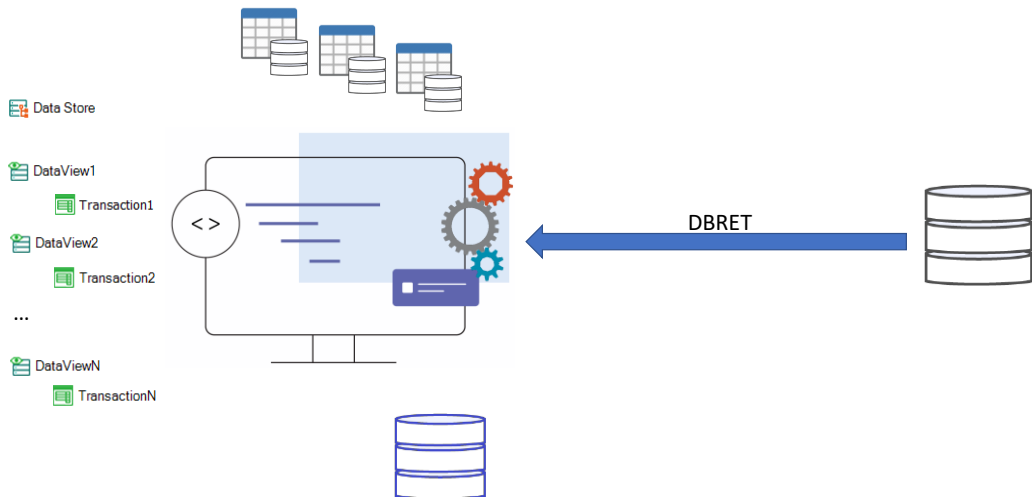 Data Store
DataView1
Transaction1
< >
DBRET
DataView2
Transaction2
...
DataViewN
TransactionN